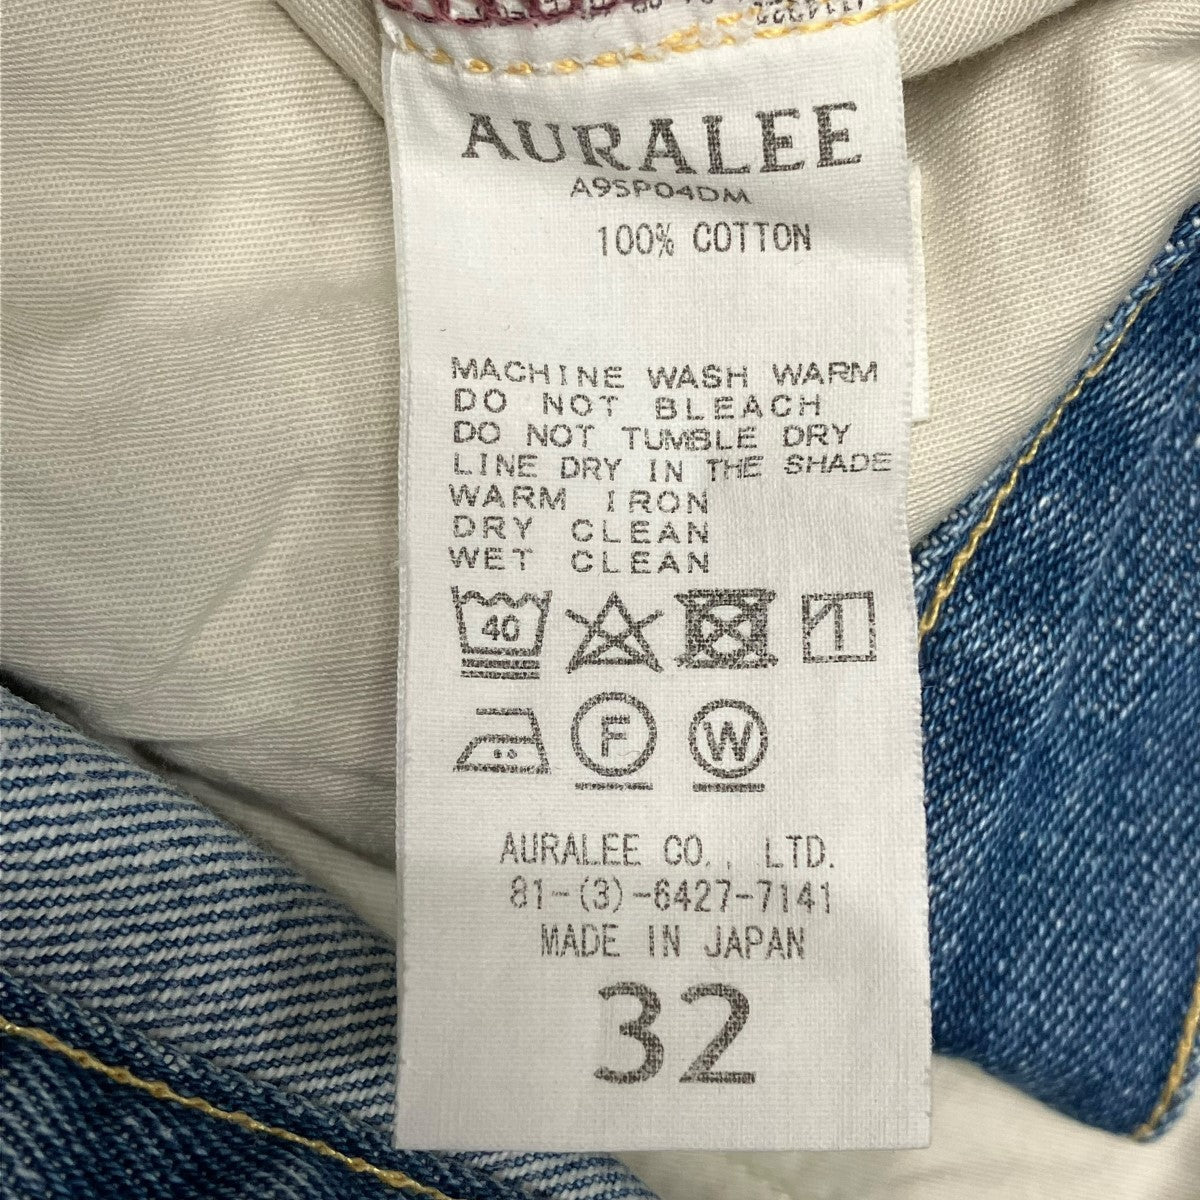 AURALEE
A9SP04DM
100% COTTON
MACHINE WASH WARM
DO NOT BLEACH
DO NOT TUMBLE DRY
LINE DRY IN THE SHADE
WARM IRON
DRY CLEAN
WET CLEAN
40
F W
AURALEE CO., LTD.
81-(3)-6427-7141
MADE IN JAPAN
32